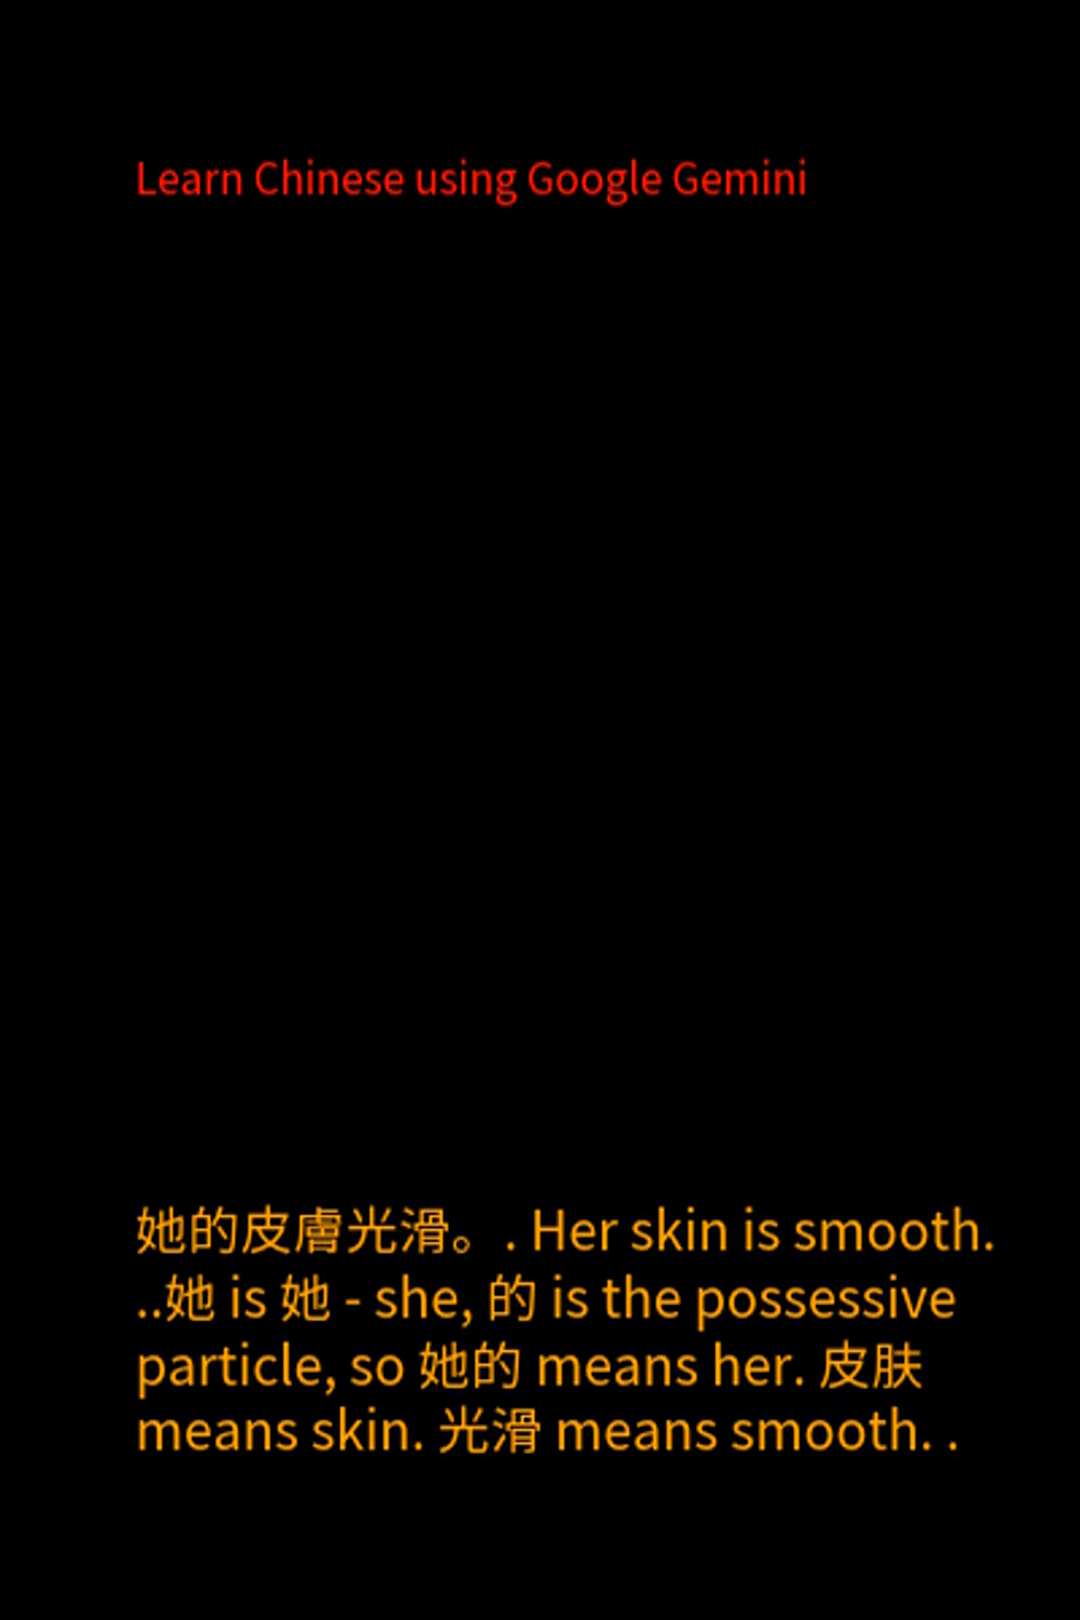 Learn Chinese using Google Gemini
她的皮膚光滑。. Her skin is smooth.
..她 is 她 - she, 的 is the possessive
particle, so 她的 means her. 皮肤
means skin. 光滑 means smooth. .